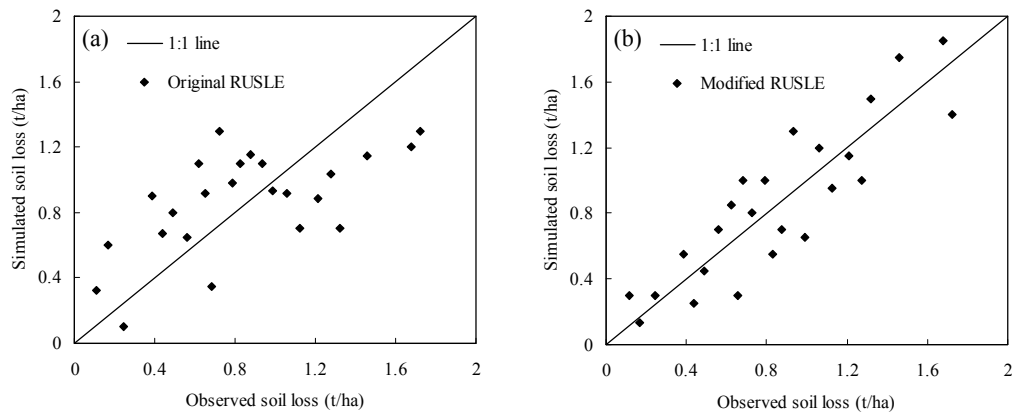 (a)
1:1 line
Original RUSLE
Simulated soil loss (t/ha)
2
1.6
1.2
0.8
0.4
0
0 0.4 0.8 1.2 1.6 2
Observed soil loss (t/ha)
(b)
1:1 line
Modified RUSLE
Simulated soil loss (t/ha)
2
1.6
1.2
0.8
0.4
0
0 0.4 0.8 1.2 1.6 2
Observed soil loss (t/ha)